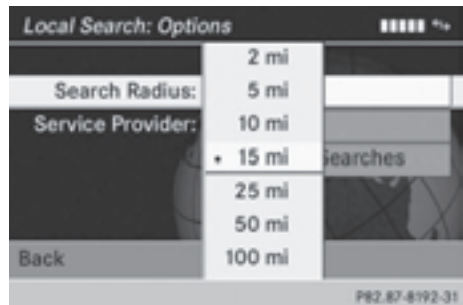 Local Search: Options
2 mi
Search Radius: 5 mi
Service Provider: 10 mi
• 15 mi Searches
25 mi
50 mi
Back 100 mi
P82.87-8192-31